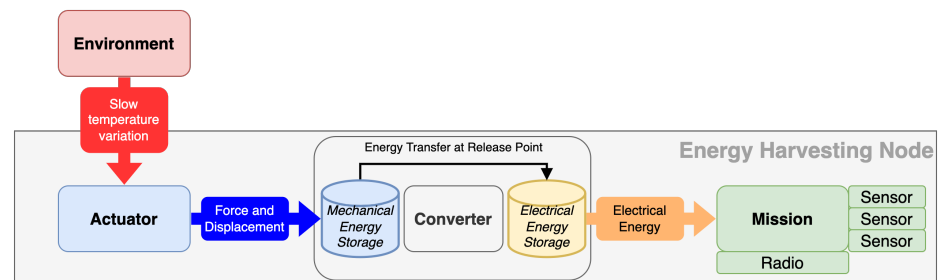 Environment
Slow
temperature
variation
Energy Transfer at Release Point
Energy Harvesting Node
Actuator
Force and
Displacement
Mechanical
Energy
Storage
Converter
Electrical
Energy
Storage
Electrical
Energy
Mission
Sensor
Sensor
Sensor
Radio